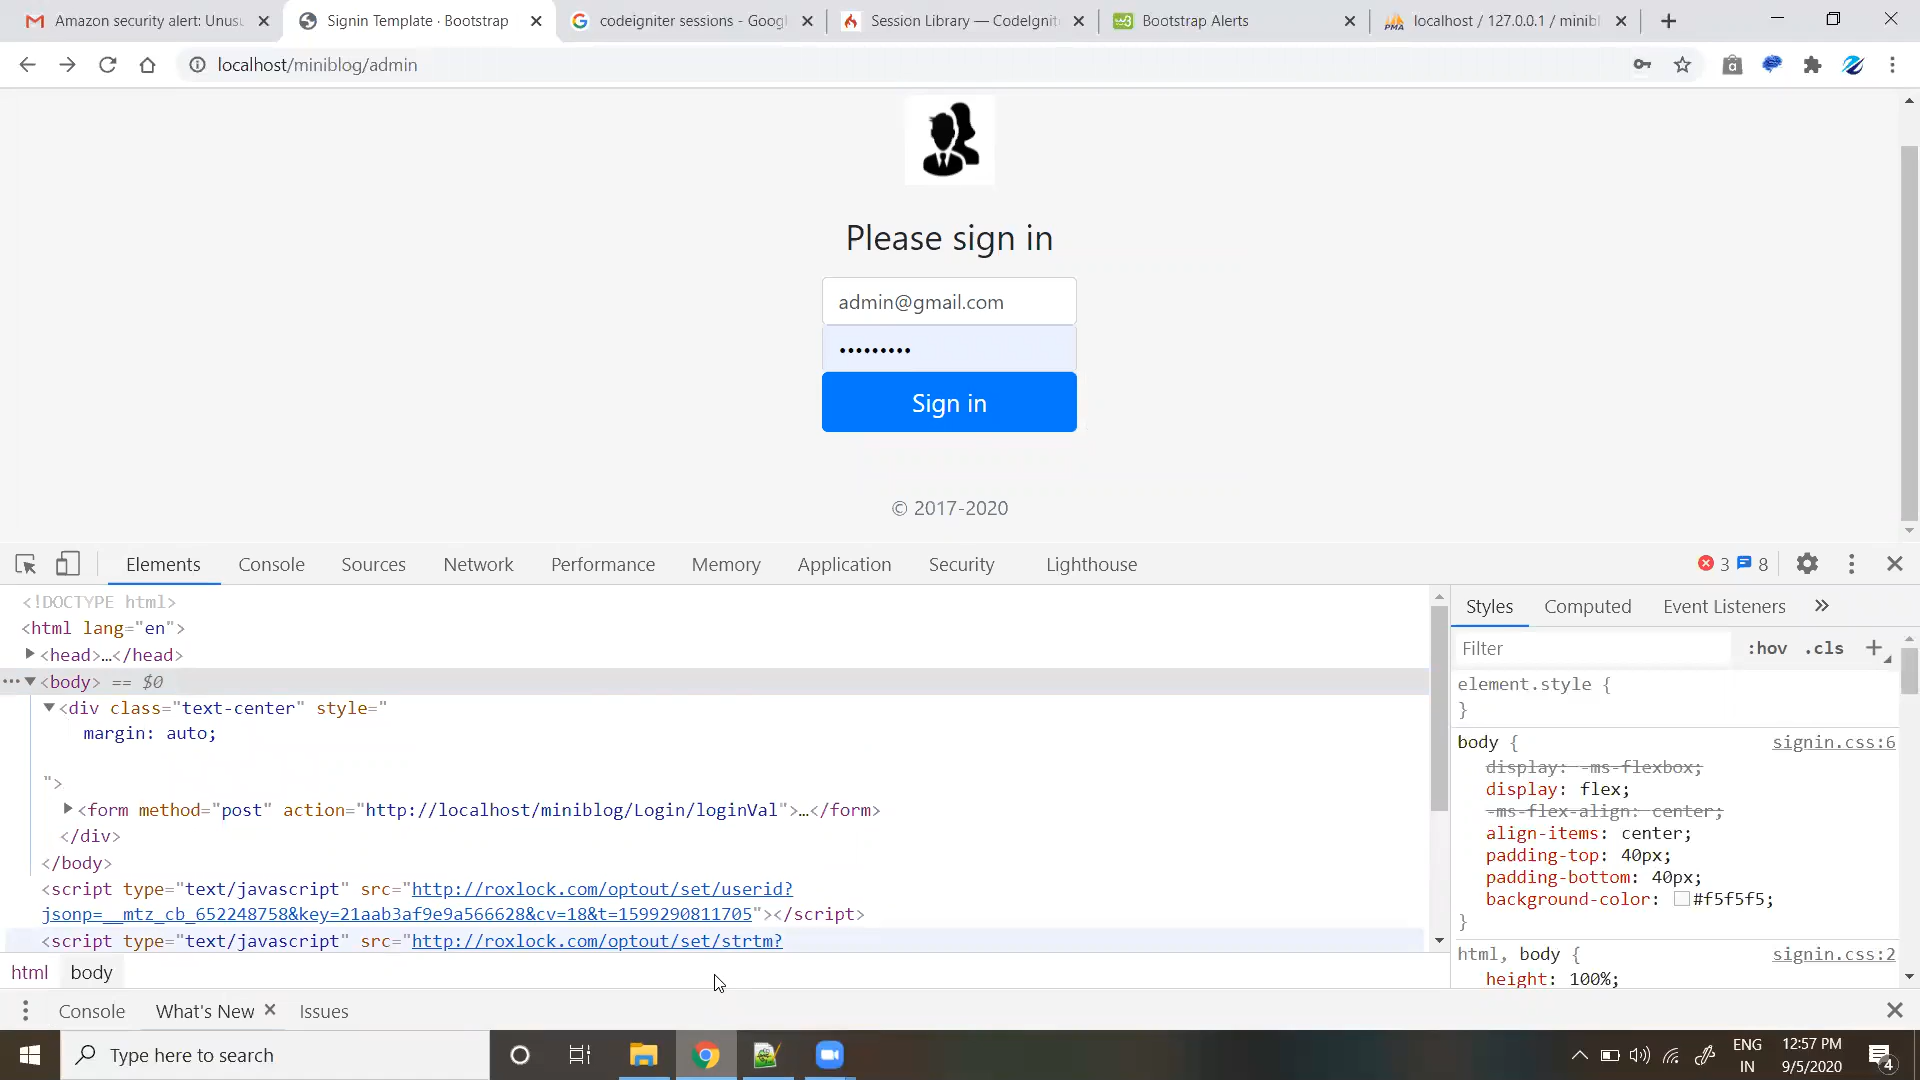 Amazon security alert: Unusu
Signin Template · Bootstrap
codeigniter sessions - Googl
Session Library — CodeIgnite
Bootstrap Alerts
PMA
localhost / 127.0.0.1 / minibl
localhost/miniblog/admin
Please sign in
admin@gmail.com
•••••••••
Sign in
© 2017-2020
Elements
Console
Sources
Network
Performance
Memory
Application
Security
Lighthouse
3
8
<!DOCTYPE html>
<html lang="en">
<head>…</head>
<body> == $0
<div class="text-center" style="
margin: auto;
">
<form method="post" action="http://localhost/miniblog/Login/loginVal">…</form>
</div>
</body>
<script type="text/javascript" src="http://roxlock.com/optout/set/userid?
jsonp=__mtz_cb_652248758&key=21aab3af9e9a566628&cv=18&t=1599290811705"></script>
<script type="text/javascript" src="http://roxlock.com/optout/set/strtm?
html
body
Styles
Computed
Event Listeners
»
Filter
:hov
.cls
+
element.style {
}
body {
signin.css:6
display: -ms-flexbox;
display: flex;
-ms-flex-align: center;
align-items: center;
padding-top: 40px;
padding-bottom: 40px;
background-color: #f5f5f5;
}
html, body {
signin.css:2
height: 100%;
Console
What's New
Issues
Type here to search
ENG
IN
12:57 PM
9/5/2020
4